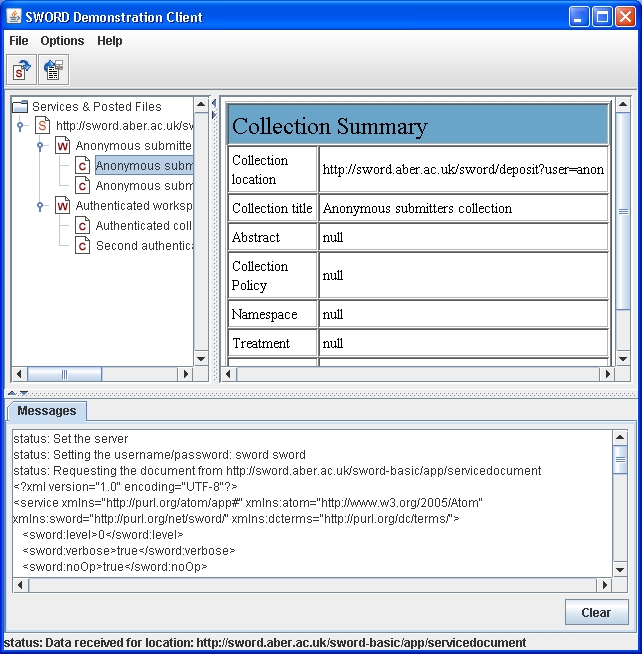 SWORD Demonstration Client
File Options Help
Services & Posted Files
http://sword.aber.ac.uk/sv
Anonymous submitte
Anonymous subm
Anonymous subm
Authenticated worksp
Authenticated coll
Second authentica
Collection Summary
Collection
location
http://sword.aber.ac.uk/sword/deposit?user=anon
Collection title Anonymous submitters collection
Abstract null
Collection
Policy
null
Namespace null
Treatment null
Messages
status: Set the server
status: Setting the username/password: sword sword
status: Requesting the document from http://sword.aber.ac.uk/sword-basic/app/servicedocument
<?xml version="1.0" encoding="UTF-8"?>
<service xmlns="http://purl.org/atom/app#" xmlns:atom="http://www.w3.org/2005/Atom"
xmlns:sword="http://purl.org/net/sword/" xmlns:dcterms="http://purl.org/dc/terms/">
<sword:level>0</sword:level>
<sword:verbose>true</sword:verbose>
<sword:noOp>true</sword:noOp>
Clear
status: Data received for location: http://sword.aber.ac.uk/sword-basic/app/servicedocument